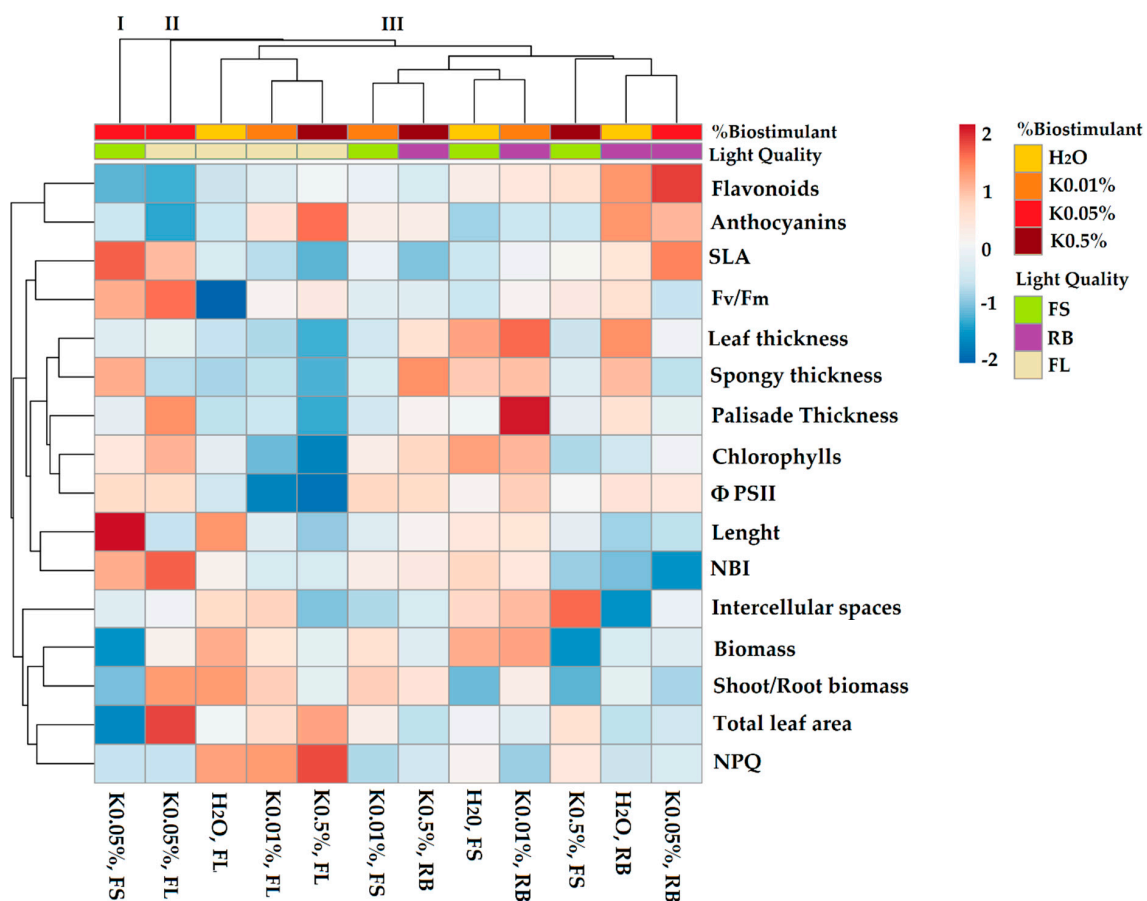 I II III
%Biostimulant
Light Quality
Flavonoids
Anthocyanins
SLA
Fv/Fm
Leaf thickness
Spongy thickness
Palisade Thickness
Chlorophylls
Φ PSII
Lenght
NBI
Intercellular spaces
Biomass
Shoot/Root biomass
Total leaf area
NPQ
K0.05%, FS
K0.05%, FL
H2O, FL
K0.01%, FL
K0.5%, FL
K0.01%, FS
K0.5%, RB
H20, FS
K0.01%, RB
K0.5%, FS
H2O, RB
K0.05%, RB
2
1
0
-1
-2
%Biostimulant
H2O
K0.01%
K0.05%
K0.5%
Light Quality
FS
RB
FL